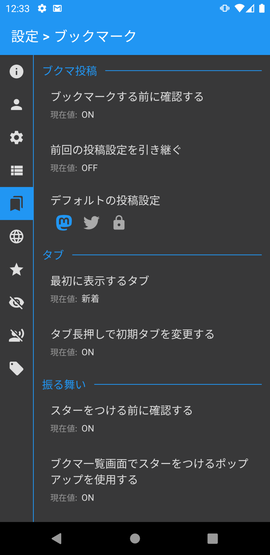 12:33
設定 > ブックマーク
ブクマ投稿
ブックマークする前に確認する
現在値: ON
前回の投稿設定を引き継ぐ
現在値: OFF
デフォルトの投稿設定
タブ
最初に表示するタブ
現在値: 新着
タブ長押しで初期タブを変更する
現在値: ON
振る舞い
スターをつける前に確認する
現在値: ON
ブクマ一覧画面でスターをつけるポップ
アップを使用する
現在値: ON